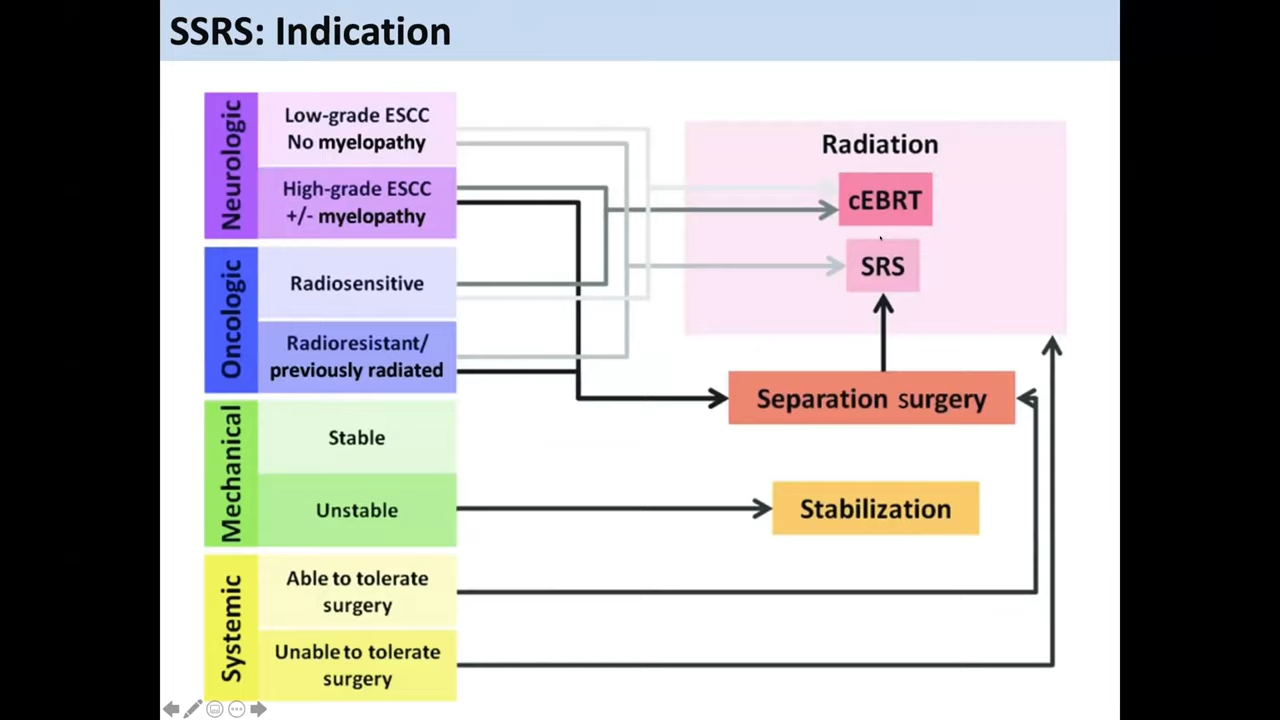 SSRS: Indication
Neurologic
Low-grade ESCC
No myelopathy
High-grade ESCC
+/- myelopathy
Oncologic
Radiosensitive
Radioresistant/
previously radiated
Mechanical
Stable
Unstable
Systemic
Able to tolerate
surgery
Unable to tolerate
surgery
Radiation
cEBRT
SRS
Separation surgery
Stabilization